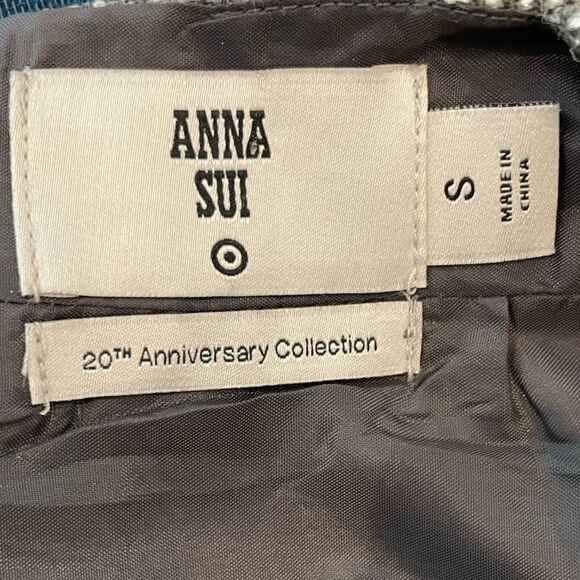 ANNA
SUI
S
MADE IN
CHINA
20TH Anniversary Collection